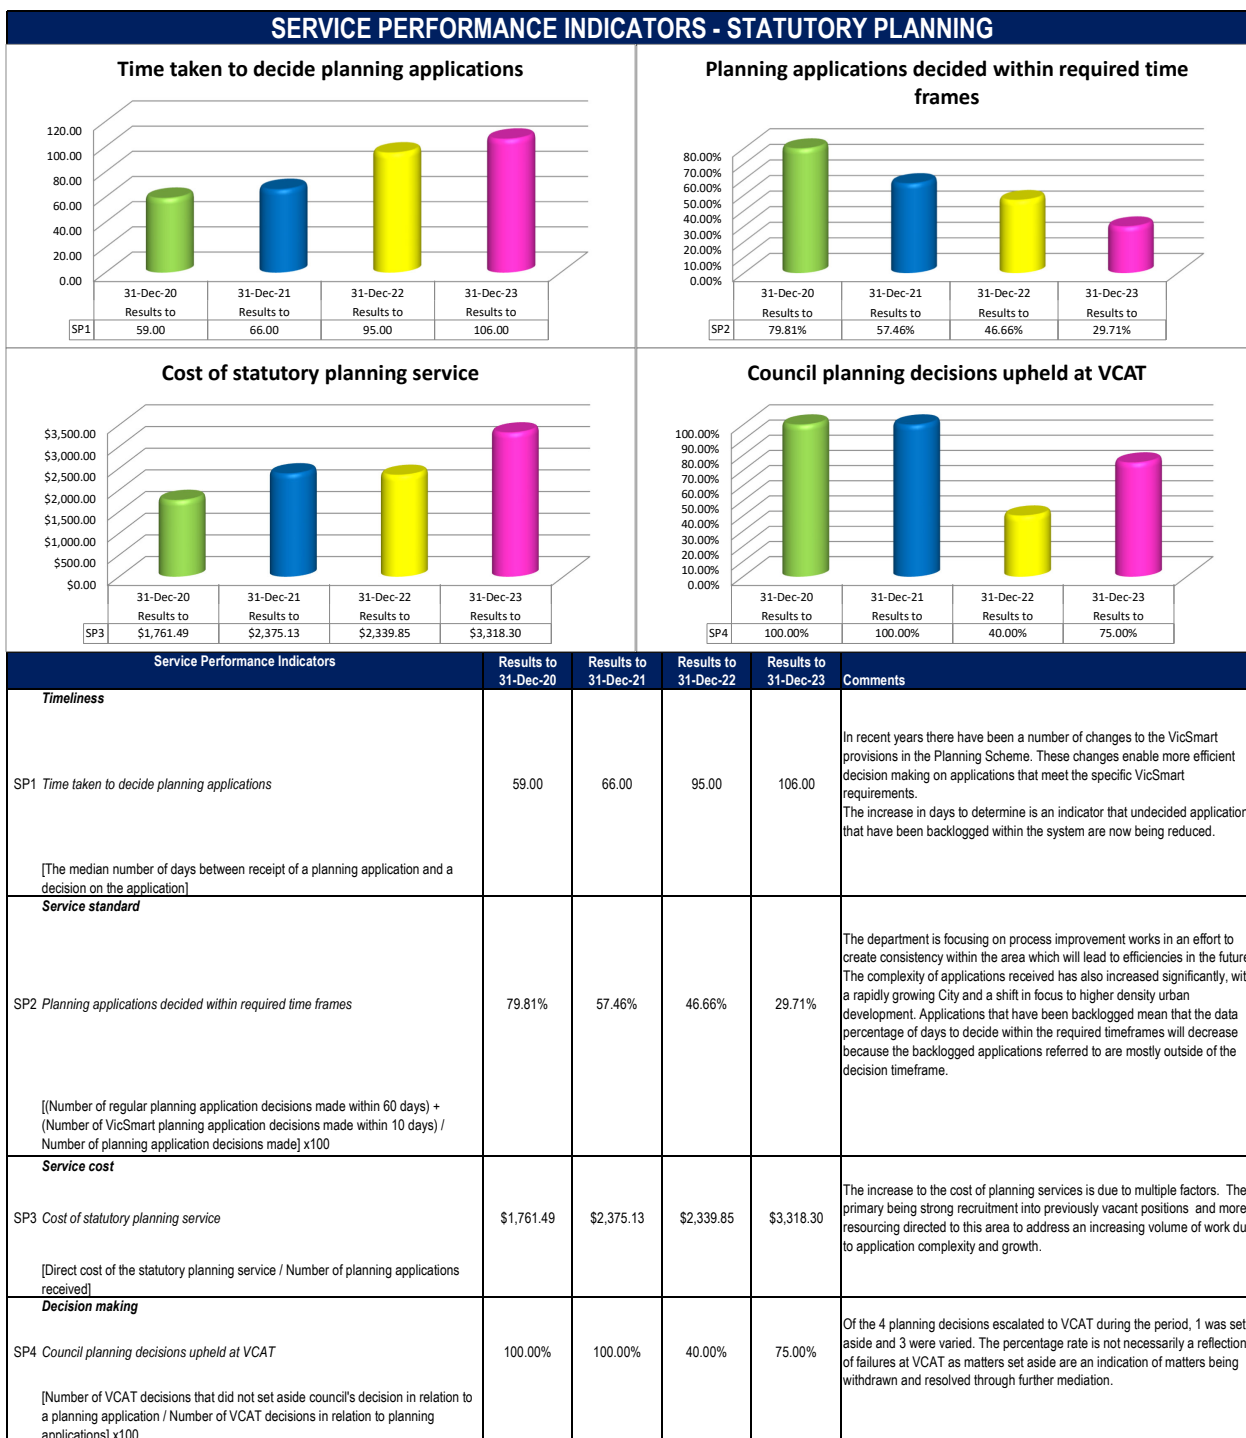 SERVICE PERFORMANCE INDICATORS - STATUTORY PLANNING
Time taken to decide planning applications
120.00
100.00
80.00
60.00
40.00
20.00
0.00
31-Dec-20 31-Dec-21 31-Dec-22 31-Dec-23
Results to Results to Results to Results to
SP1 59.00 66.00 95.00 106.00
Planning applications decided within required time
frames
80.00%
70.00%
60.00%
50.00%
40.00%
30.00%
20.00%
10.00%
0.00%
31-Dec-20 31-Dec-21 31-Dec-22 31-Dec-23
Results to Results to Results to Results to
SP2 79.81% 57.46% 46.66% 29.71%
Cost of statutory planning service
$3,500.00
$3,000.00
$2,500.00
$2,000.00
$1,500.00
$1,000.00
$500.00
$0.00
31-Dec-20 31-Dec-21 31-Dec-22 31-Dec-23
Results to Results to Results to Results to
SP3 $1,761.49 $2,375.13 $2,339.85 $3,318.30
Council planning decisions upheld at VCAT
100.00%
90.00%
80.00%
70.00%
60.00%
50.00%
40.00%
30.00%
20.00%
10.00%
0.00%
31-Dec-20 31-Dec-21 31-Dec-22 31-Dec-23
Results to Results to Results to Results to
SP4 100.00% 100.00% 40.00% 75.00%
Service Performance Indicators Results to Results to Results to Results to
31-Dec-20 31-Dec-21 31-Dec-22 31-Dec-23 Comments
Timeliness
SP1 Time taken to decide planning applications 59.00 66.00 95.00 106.00
In recent years there have been a number of changes to the VicSmart
provisions in the Planning Scheme. These changes enable more efficient
decision making on applications that meet the specific VicSmart
requirements.
The increase in days to determine is an indicator that undecided application
that have been backlogged within the system are now being reduced.
[The median number of days between receipt of a planning application and a
decision on the application]
Service standard
SP2 Planning applications decided within required time frames 79.81% 57.46% 46.66% 29.71%
The department is focusing on process improvement works in an effort to
create consistency within the area which will lead to efficiencies in the future
The complexity of applications received has also increased significantly, wit
a rapidly growing City and a shift in focus to higher density urban
development. Applications that have been backlogged mean that the data
percentage of days to decide within the required timeframes will decrease
because the backlogged applications referred to are mostly outside of the
decision timeframe.
[(Number of regular planning application decisions made within 60 days) +
(Number of VicSmart planning application decisions made within 10 days) /
Number of planning application decisions made] x100
Service cost
SP3 Cost of statutory planning service $1,761.49 $2,375.13 $2,339.85 $3,318.30
The increase to the cost of planning services is due to multiple factors. The
primary being strong recruitment into previously vacant positions and more
resourcing directed to this area to address an increasing volume of work du
to application complexity and growth.
[Direct cost of the statutory planning service / Number of planning applications
received]
Decision making
SP4 Council planning decisions upheld at VCAT 100.00% 100.00% 40.00% 75.00%
Of the 4 planning decisions escalated to VCAT during the period, 1 was set
aside and 3 were varied. The percentage rate is not necessarily a reflection
of failures at VCAT as matters set aside are an indication of matters being
withdrawn and resolved through further mediation.
[Number of VCAT decisions that did not set aside council's decision in relation to
a planning application / Number of VCAT decisions in relation to planning
applications] x100